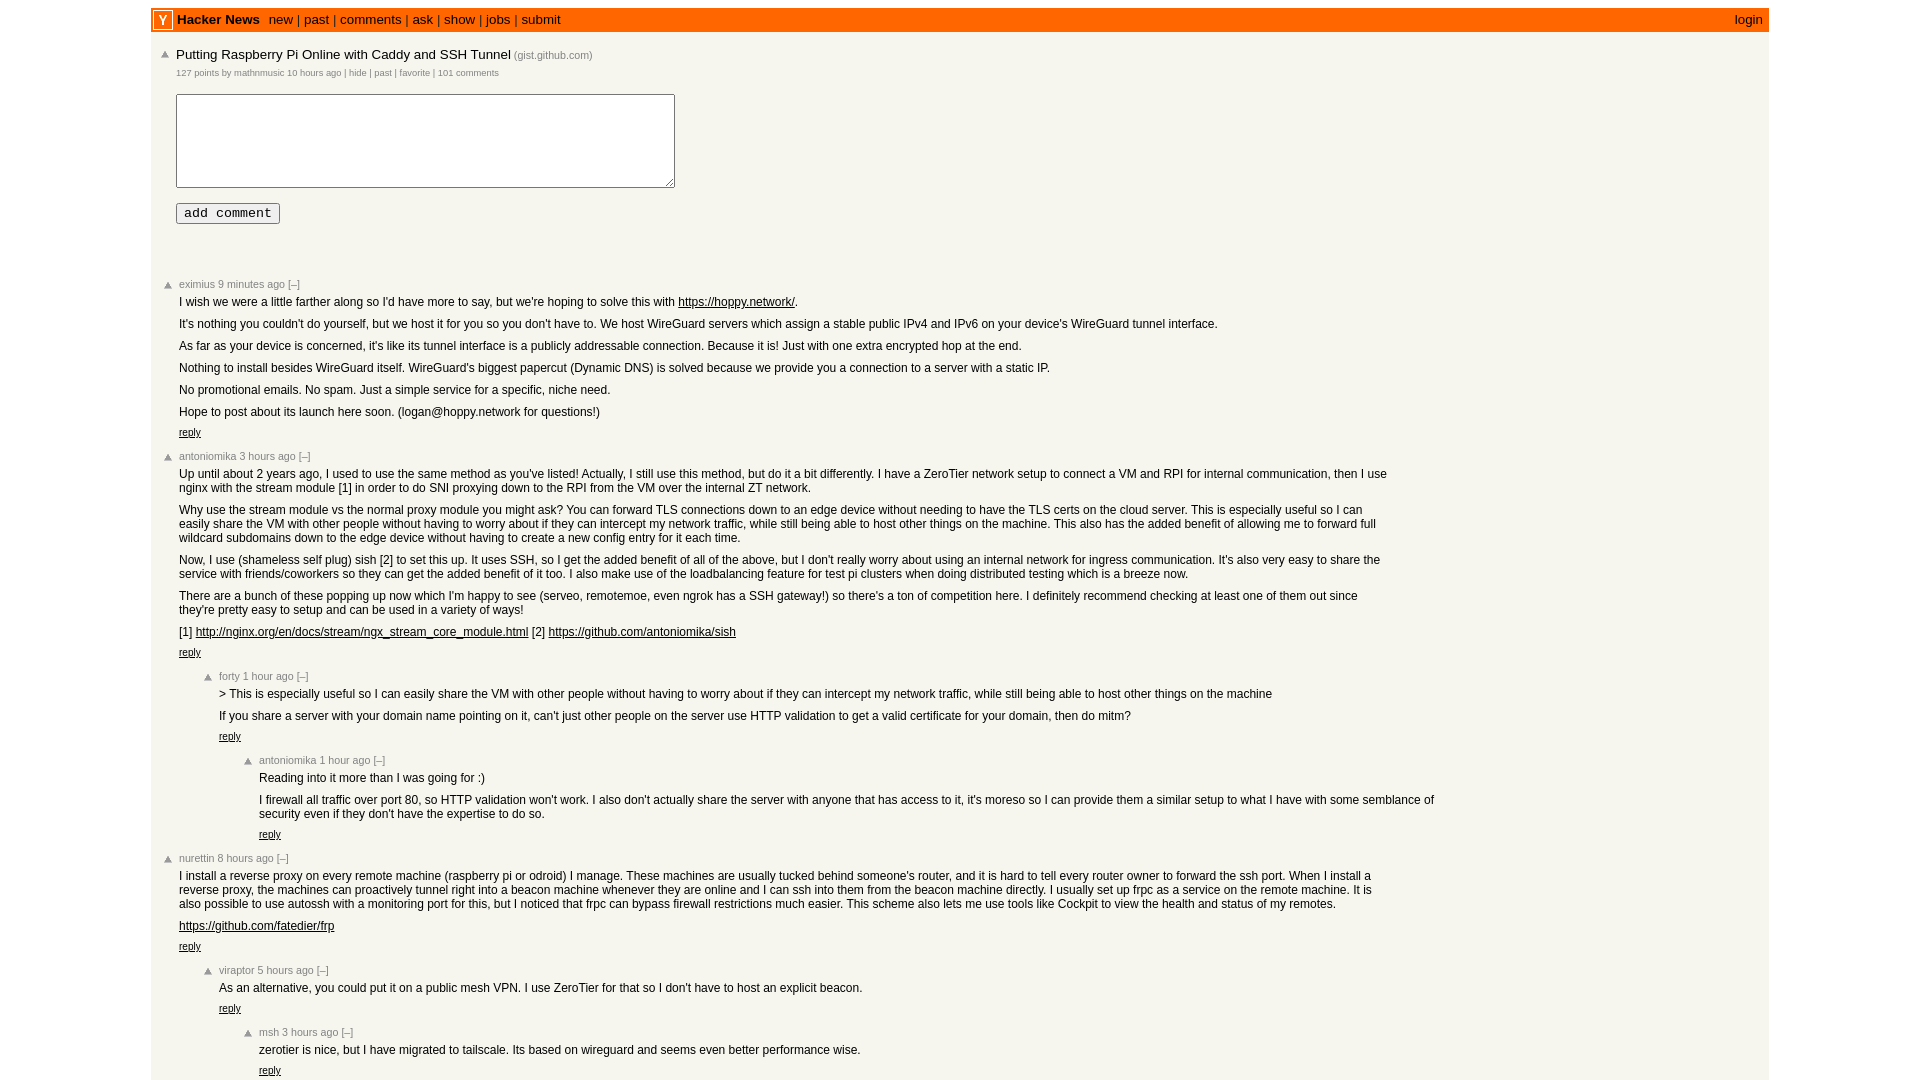 Y Hacker News new | past | comments | ask | show | jobs | submit login
Putting Raspberry Pi Online with Caddy and SSH Tunnel (gist.github.com)
127 points by mathnmusic 10 hours ago | hide | past | favorite | 101 comments
add comment
eximius 9 minutes ago [–]
I wish we were a little farther along so I'd have more to say, but we're hoping to solve this with https://hoppy.network/.
It's nothing you couldn't do yourself, but we host it for you so you don't have to. We host WireGuard servers which assign a stable public IPv4 and IPv6 on your device's WireGuard tunnel interface.
As far as your device is concerned, it's like its tunnel interface is a publicly addressable connection. Because it is! Just with one extra encrypted hop at the end.
Nothing to install besides WireGuard itself. WireGuard's biggest papercut (Dynamic DNS) is solved because we provide you a connection to a server with a static IP.
No promotional emails. No spam. Just a simple service for a specific, niche need.
Hope to post about its launch here soon. (logan@hoppy.network for questions!)
reply
antoniomika 3 hours ago [–]
Up until about 2 years ago, I used to use the same method as you've listed! Actually, I still use this method, but do it a bit differently. I have a ZeroTier network setup to connect a VM and RPI for internal communication, then I use
nginx with the stream module [1] in order to do SNI proxying down to the RPI from the VM over the internal ZT network.
Why use the stream module vs the normal proxy module you might ask? You can forward TLS connections down to an edge device without needing to have the TLS certs on the cloud server. This is especially useful so I can
easily share the VM with other people without having to worry about if they can intercept my network traffic, while still being able to host other things on the machine. This also has the added benefit of allowing me to forward full
wildcard subdomains down to the edge device without having to create a new config entry for it each time.
Now, I use (shameless self plug) sish [2] to set this up. It uses SSH, so I get the added benefit of all of the above, but I don't really worry about using an internal network for ingress communication. It's also very easy to share the
service with friends/coworkers so they can get the added benefit of it too. I also make use of the loadbalancing feature for test pi clusters when doing distributed testing which is a breeze now.
There are a bunch of these popping up now which I'm happy to see (serveo, remotemoe, even ngrok has a SSH gateway!) so there's a ton of competition here. I definitely recommend checking at least one of them out since
they're pretty easy to setup and can be used in a variety of ways!
[1] http://nginx.org/en/docs/stream/ngx_stream_core_module.html [2] https://github.com/antoniomika/sish
reply
forty 1 hour ago [–]
> This is especially useful so I can easily share the VM with other people without having to worry about if they can intercept my network traffic, while still being able to host other things on the machine
If you share a server with your domain name pointing on it, can't just other people on the server use HTTP validation to get a valid certificate for your domain, then do mitm?
reply
antoniomika 1 hour ago [–]
Reading into it more than I was going for :)
I firewall all traffic over port 80, so HTTP validation won't work. I also don't actually share the server with anyone that has access to it, it's moreso so I can provide them a similar setup to what I have with some semblance of
security even if they don't have the expertise to do so.
reply
nurettin 8 hours ago [–]
I install a reverse proxy on every remote machine (raspberry pi or odroid) I manage. These machines are usually tucked behind someone's router, and it is hard to tell every router owner to forward the ssh port. When I install a
reverse proxy, the machines can proactively tunnel right into a beacon machine whenever they are online and I can ssh into them from the beacon machine directly. I usually set up frpc as a service on the remote machine. It is
also possible to use autossh with a monitoring port for this, but I noticed that frpc can bypass firewall restrictions much easier. This scheme also lets me use tools like Cockpit to view the health and status of my remotes.
https://github.com/fatedier/frp
reply
viraptor 5 hours ago [–]
As an alternative, you could put it on a public mesh VPN. I use ZeroTier for that so I don't have to host an explicit beacon.
reply
msh 3 hours ago [–]
zerotier is nice, but I have migrated to tailscale. Its based on wireguard and seems even better performance wise.
reply